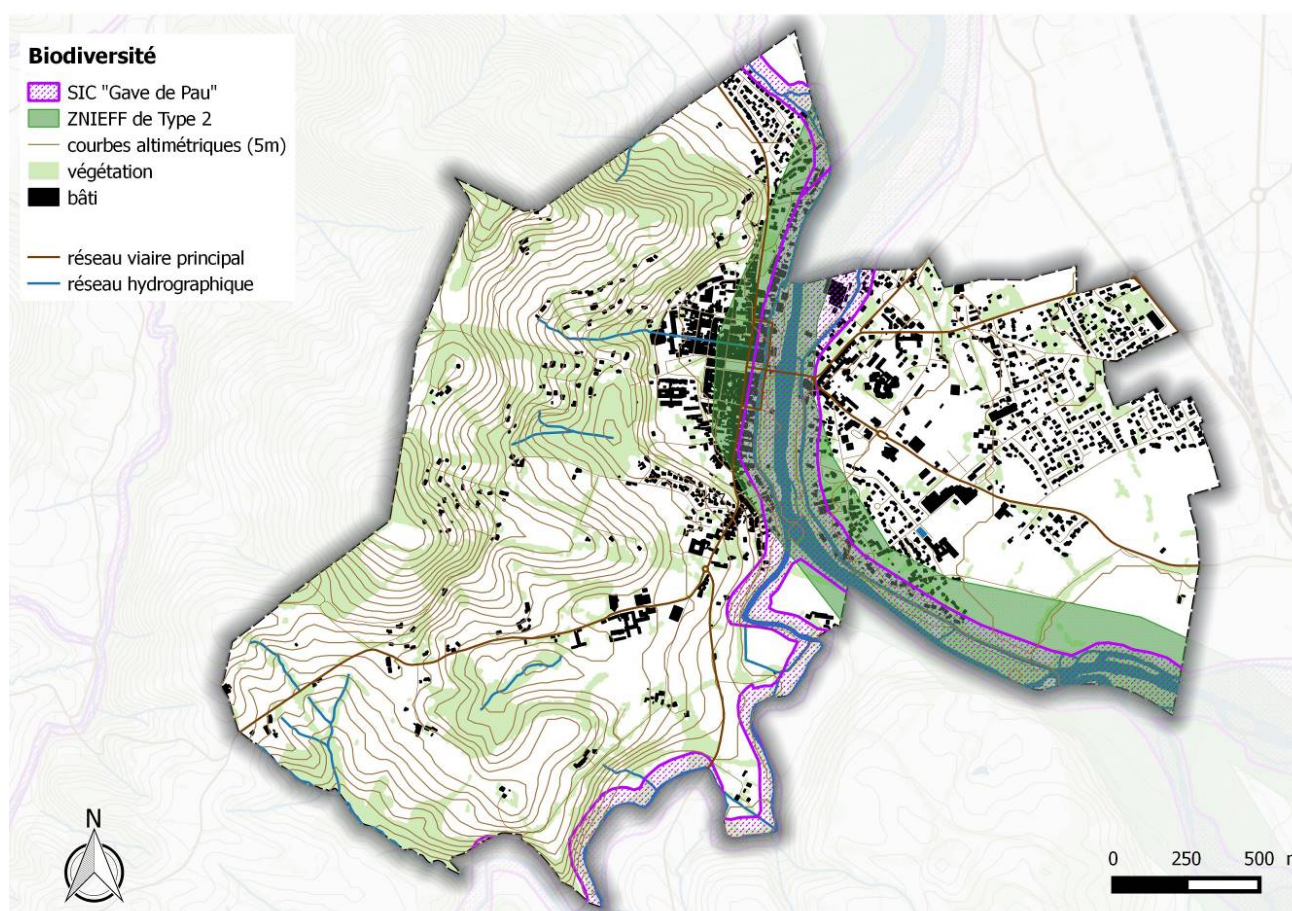 Biodiversité
SIC "Gave de Pau"
ZNIEFF de Type 2
courbes altimétriques (5m)
végétation
bâti
réseau viaire principal
réseau hydrographique
N
0 250 500 m